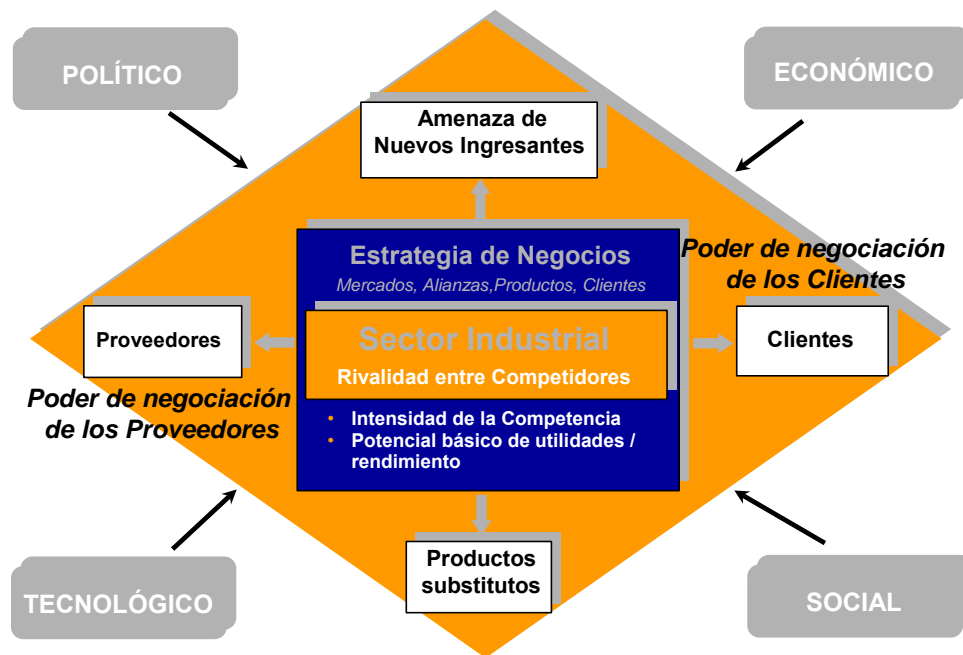 POLÍTICO
ECONÓMICO
Amenaza de
Nuevos Ingresantes
Estrategia de Negocios
Mercados, Alianzas,Productos, Clientes
Poder de negociación
de los Clientes
Proveedores
Sector Industrial
Rivalidad entre Competidores
Clientes
Poder de negociación
de los Proveedores
• Intensidad de la Competencia
• Potencial básico de utilidades /
rendimiento
Productos
substitutos
TECNOLÓGICO
SOCIAL